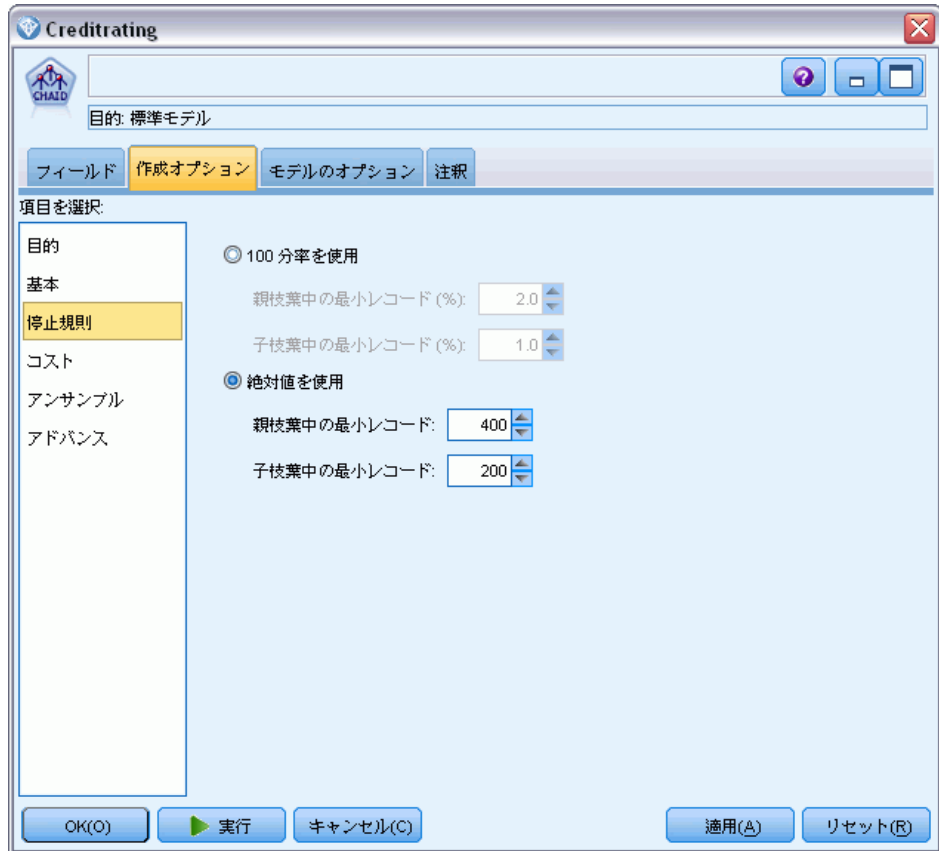 Creditrating
CHAID
目的: 標準モデル
フィールド 作成オプション モデルのオプション 注釈
項目を選択:
目的
基本
停止規則
コスト
アンサンブル
アドバンス
100 分率を使用
親枝葉中の最小レコード (%): 2.0
子枝葉中の最小レコード (%): 1.0
絶対値を使用
親枝葉中の最小レコード: 400
子枝葉中の最小レコード: 200
OK(O) 実行 キャンセル(C) 適用(A) リセット(R)